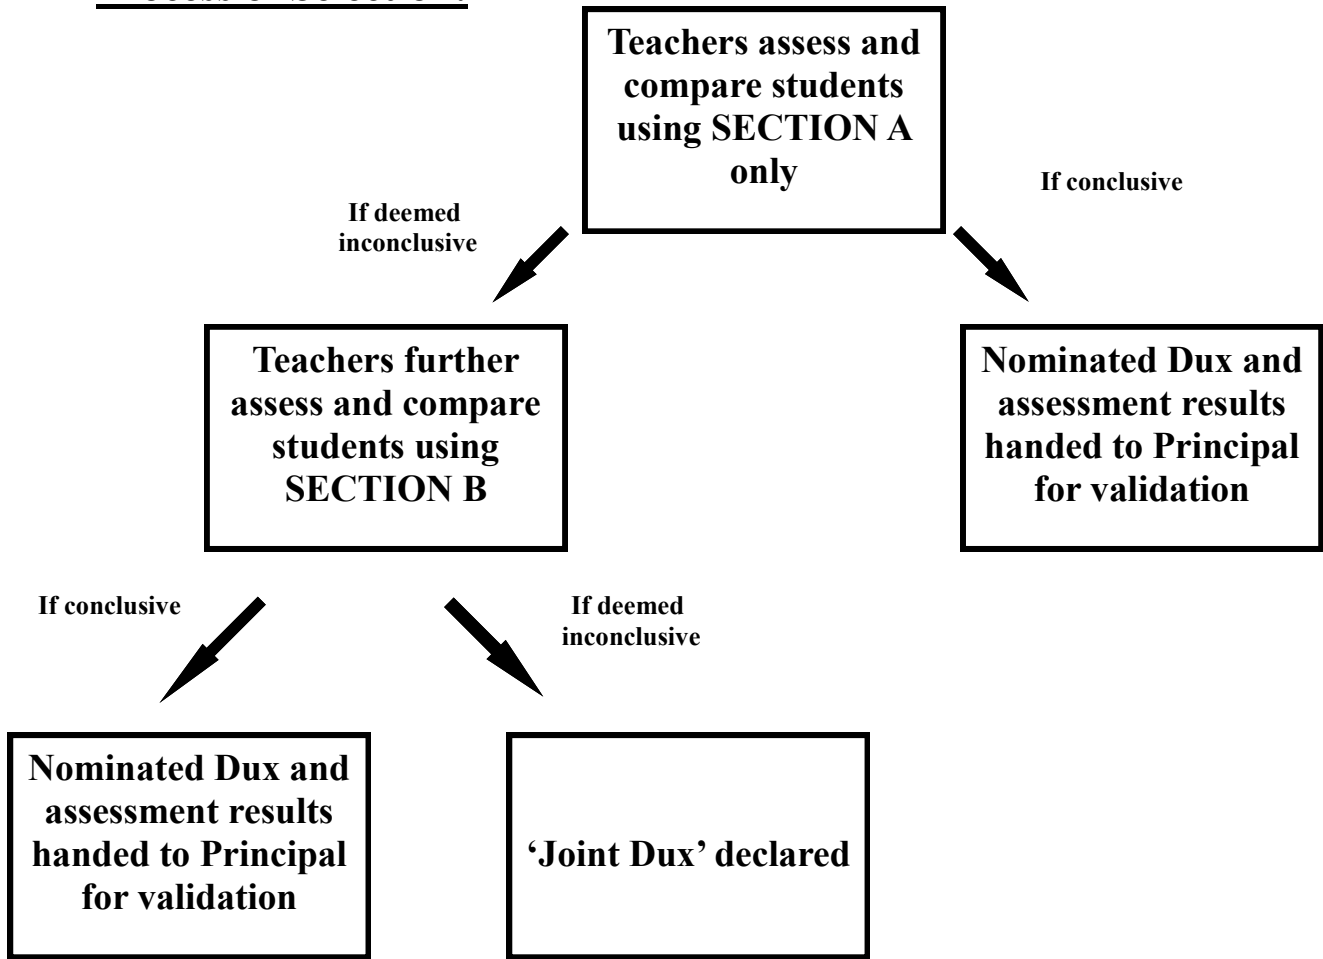 Teachers assess and
compare students
using SECTION A
only
If conclusive
If deemed
inconclusive
Teachers further
assess and compare
students using
SECTION B
Nominated Dux and
assessment results
handed to Principal
for validation
If conclusive
If deemed
inconclusive
Nominated Dux and
assessment results
handed to Principal
for validation
‘Joint Dux’ declared